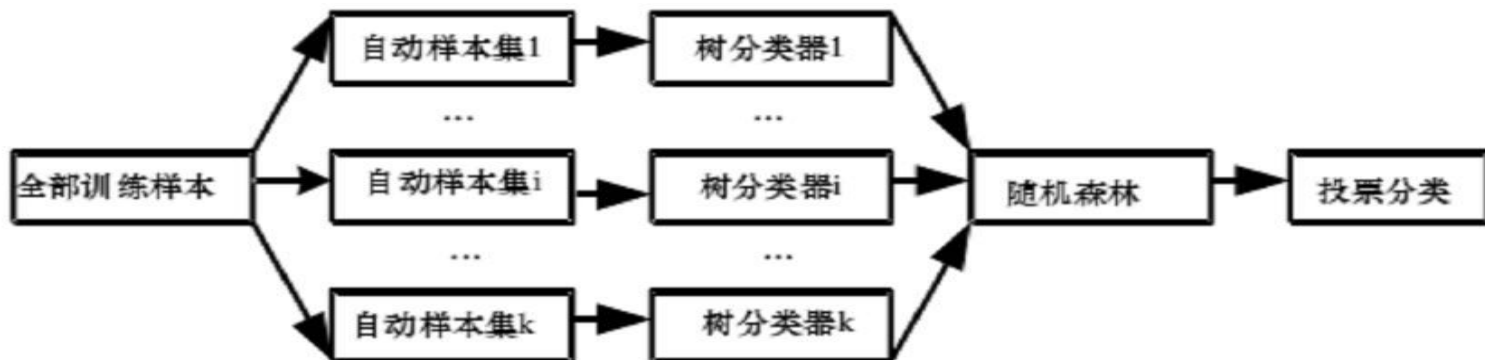 自动样本集1
树分类器1
...
...
全部训练样本
自动样本集i
树分类器i
随机森林
投票分类
...
...
自动样本集k
树分类器k